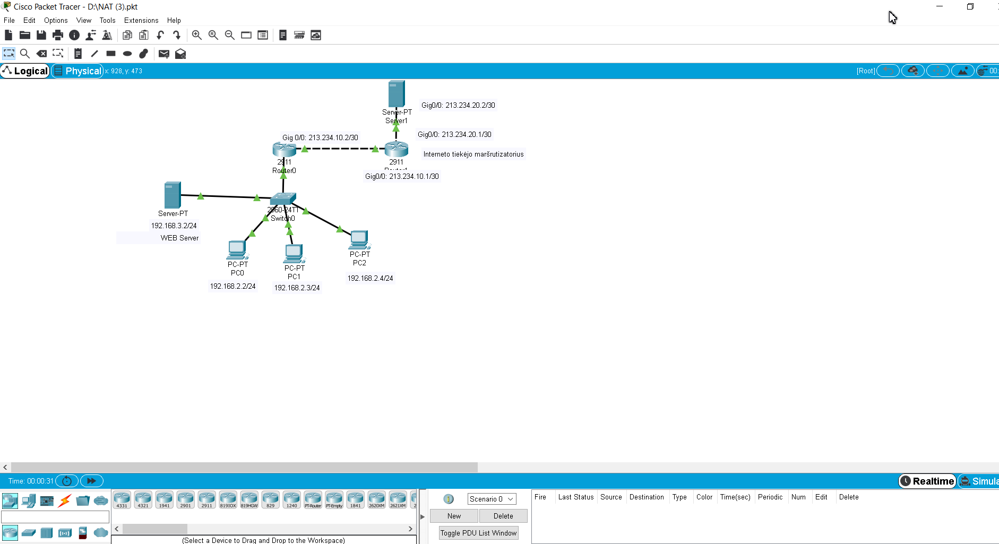 Cisco Packet Tracer - D:\NAT (3).pkt
File Edit Options View Tools Extensions Help
Logical Physical x: 928, y: 473 [Root] 00:
Server-PT
Server1
Gig0/0: 213.234.20.2/30
Gig0/0: 213.234.20.1/30
Gig 0/0: 213.234.10.2/30
Interneto tiekėjo maršrutizatorius
2911
Router0
2911
Router1
Gig0/0: 213.234.10.1/30
Server-PT
192.168.3.2/24
WEB Server
2960-24TT
Switch0
PC-PT
PC0
192.168.2.2/24
PC-PT
PC1
192.168.2.3/24
PC-PT
PC2
192.168.2.4/24
Time: 00:00:31 Realtime Simula
4331 4321 1941 2901 2911 819IOX 819HGW 829 1240 PT-Router PT-Empty 1841 2620XM 2621XM 2
(Select a Device to Drag and Drop to the Workspace)
1 Scenario 0
New Delete
Toggle PDU List Window
Fire Last Status Source Destination Type Color Time(sec) Periodic Num Edit Delete